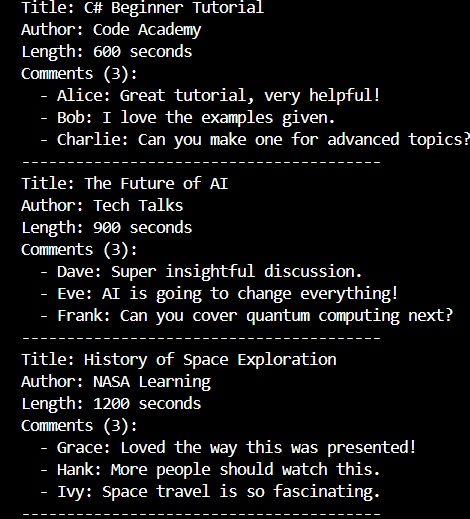 Title: C# Beginner Tutorial
Author: Code Academy
Length: 600 seconds
Comments (3):
  - Alice: Great tutorial, very helpful!
  - Bob: I love the examples given.
  - Charlie: Can you make one for advanced topics?
----------------------------------------
Title: The Future of AI
Author: Tech Talks
Length: 900 seconds
Comments (3):
  - Dave: Super insightful discussion.
  - Eve: AI is going to change everything!
  - Frank: Can you cover quantum computing next?
----------------------------------------
Title: History of Space Exploration
Author: NASA Learning
Length: 1200 seconds
Comments (3):
  - Grace: Loved the way this was presented!
  - Hank: More people should watch this.
  - Ivy: Space travel is so fascinating.
----------------------------------------